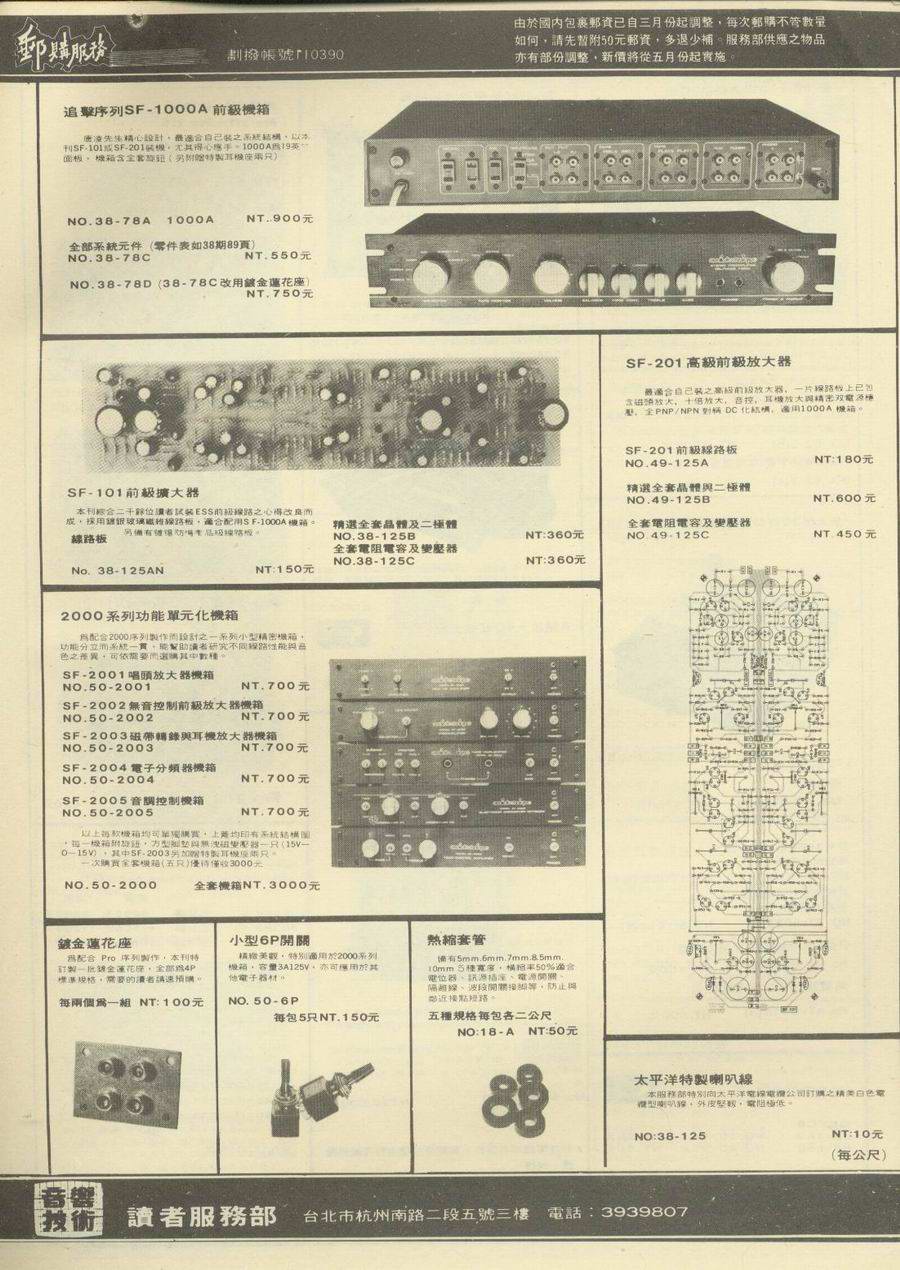 郵購服務
劃撥帳號110390
由於國内包裹郵資已自三月份起調整，每次郵購不管數量
如何，請先暫附50元郵資，多退少補。服務部供應之物品
亦有部份調整，新價將從五月份起實施。
追擊序列SF-1000A 前級機箱
唐凌先生精心設計，最適合自己裝之系統結構，以本
刊SF-101或SF-201裝機，尤其得心應手。1000A爲19英
面板，機箱含全套旋鈕（另附贈特製耳機座兩只）
NO.38-78A 1000A NT..900元
全部系統元件（零件表如38期89頁）
NO.38-78C NT.550元
NO.38-78D（38-78C改用鍍金蓮花座）
NT.750元
SF-101前級擴大器
本刊綜合二千餘位讀者試裝ESS前級線路之心得改良而
成，採用鍍銀玻璃纖維線路板，適合配用SF-1000A機箱。
線路板
No. 38-125AN NT:150元
精選全套晶體及二極體
NO.38-125B NT:360元
全套電阻電容及變壓器
NO.38-125C NT:360元
SF-201高級前級放大器
最適合自己裝之高級前級放大器，一片線路板上已包
含磁頭放大，十倍放大，音控，耳機放大與精密双電源穩
壓，全PNP/NPN 對稱 DC 化結構，適用1000A 機箱。
SF-201前級線路板
NO.49-125A NT:180元
精選全套晶體與二極體
NO.49-125B NT.600元
全套電阻電容及變壓器
NO.49-125C NT.450元
2000系列功能單元化機箱
爲配合2000序列製作而設計之一系列小型精密機箱，
功能分立而系統一貫，能幫助讀者研究不同線路性能與音
色之差異，可依需要而選購其中數種。
SF-2001唱頭放大器機箱
NO.50-2001 NT.700元
SF-2002無音控制前級放大器機箱
NO.50-2002 NT.700元
SF-2003磁帶轉錄與耳機放大器機箱
NO.50-2003 NT.700元
SF-2004電子分頻器機箱
NO.50-2004 NT.700元
SF-2005音調控制機箱
NO.50-2005 NT.700元
以上每款機箱均可單獨購買，上蓋均印有系統結構圖
，每一機箱附旋鈕，方型脚墊與無洩磁變壓器一只（15V—
0—15V），其中SF-2003另加贈特製耳機座兩只。
一次購買全套機箱（五只）優待僅收3000元
NO.50-2000 全套機箱NT.3000元
鍍金蓮花座
爲配合 Pro 序列製作，本刊特
訂製一批鍍金蓮花座，全部爲4P
標準規格，需要的讀者請速預購。
每兩個爲一組 NT: 100元
小型6P開關
精緻美觀，特別適用於2000系列
機箱，容量3A125V，亦可應用於其
他電子器材。
NO. 50-6P
每包5只NT.150元
熱縮套管
備有5mm.6mm.7mm.8.5mm.
10mm 5種寬度，橫縮率50%適合
電位器、訊源插座、電源開關、
隔離線、波段開關接脚等，防止與
鄰近接點短路。
五種規格每包各二公尺
NO:18-A NT:50元
太平洋特製喇叭線
本服務部特別向太平洋電線電纜公司訂購之精美白色電
纜型喇叭線，外皮堅靱，電阻極低。
NO:38-125 NT:10元
（每公尺）
音響
技術
讀者服務部 台北市杭州南路二段五號三樓 電話：3939807